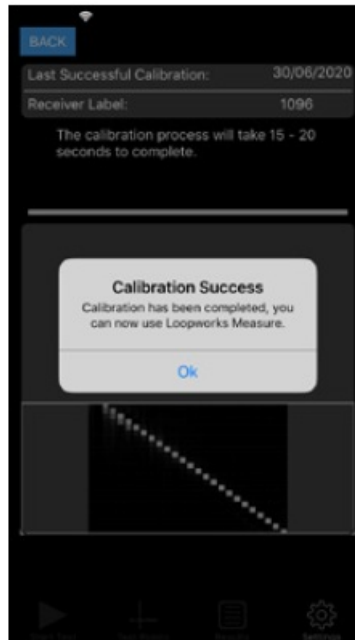 BACK
Last Successful Calibration: 30/06/2020
Receiver Label: 1096
The calibration process will take 15 - 20
seconds to complete.
Calibration Success
Calibration has been completed, you
can now use Loopworks Measure.
Ok
Settings